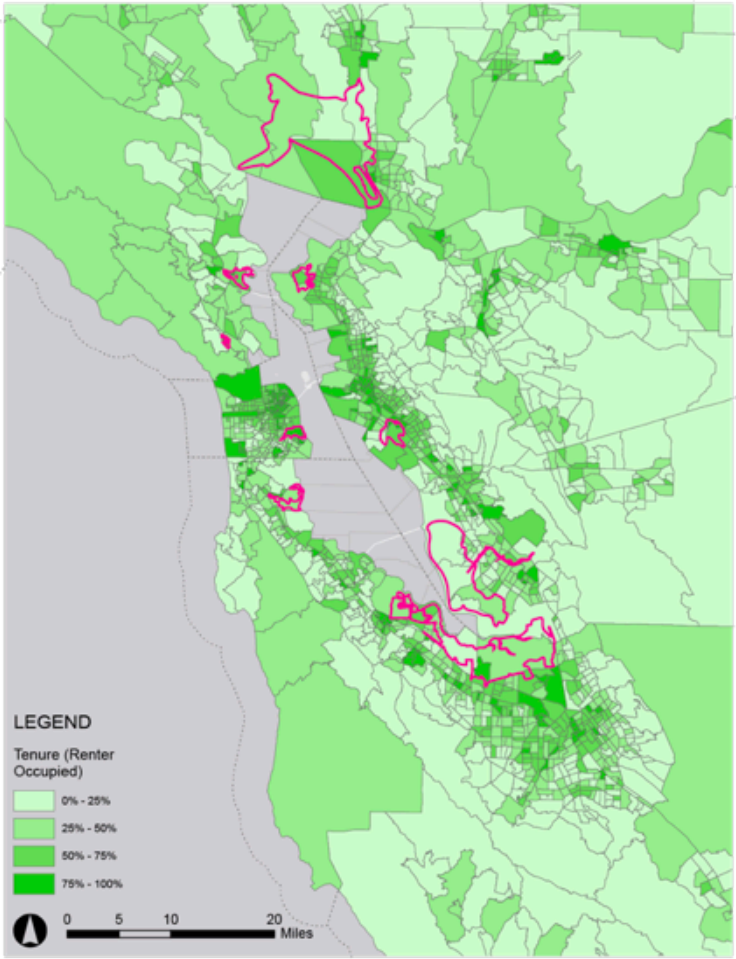 LEGEND
Tenure (Renter
Occupied)
0% - 25%
25% - 50%
50% - 75%
75% - 100%
0 5 10 20
Miles